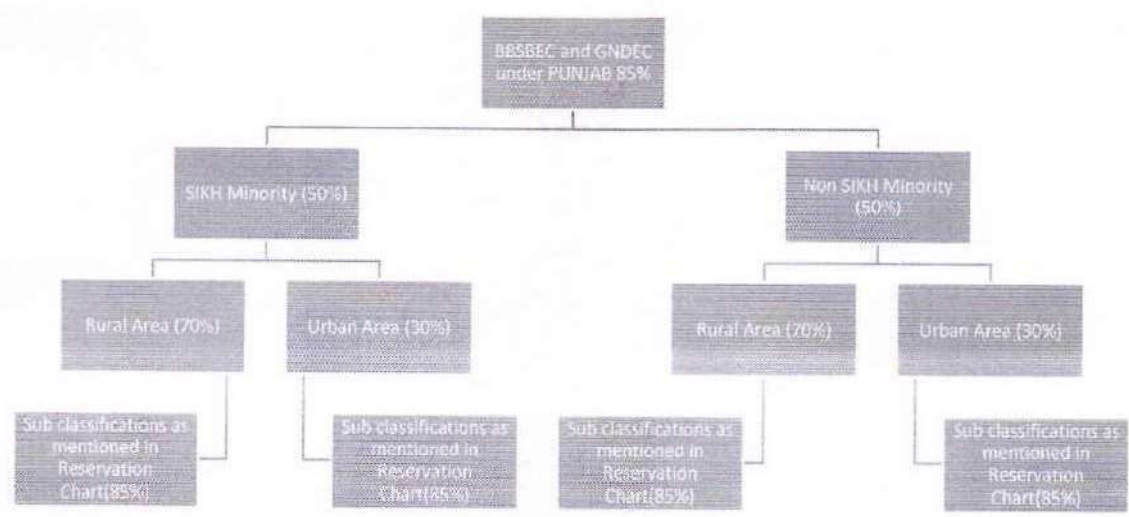 BBSBEC and GNDEC
under PUNJAB 85%
SIKH Minority (50%)
Non SIKH Minority
(50%)
Rural Area (70%)
Urban Area (30%)
Rural Area (70%)
Urban Area (30%)
Sub classifications as
mentioned in
Reservation
Chart(85%)
Sub classifications as
mentioned in
Reservation
Chart(85%)
Sub classifications as
mentioned in
Reservation
Chart(85%)
Sub classifications as
mentioned in
Reservation
Chart(85%)